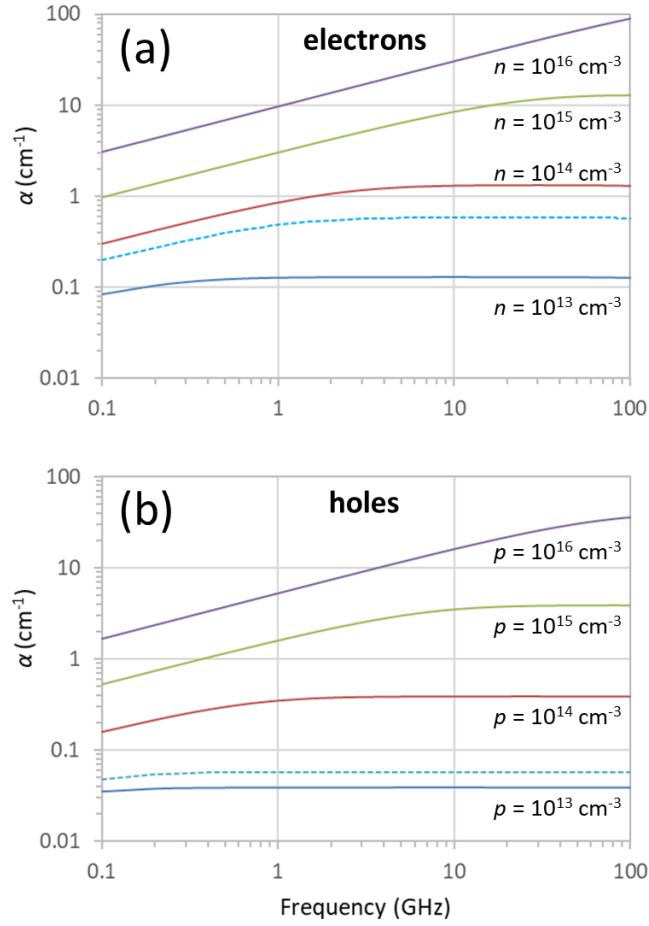 (a) electrons
100
10
1
0.1
0.01
α (cm⁻¹)
n = 10¹⁶ cm⁻³
n = 10¹⁵ cm⁻³
n = 10¹⁴ cm⁻³
n = 10¹³ cm⁻³
0.1 1 10 100
(b) holes
100
10
1
0.1
0.01
α (cm⁻¹)
p = 10¹⁶ cm⁻³
p = 10¹⁵ cm⁻³
p = 10¹⁴ cm⁻³
p = 10¹³ cm⁻³
0.1 1 10 100
Frequency (GHz)